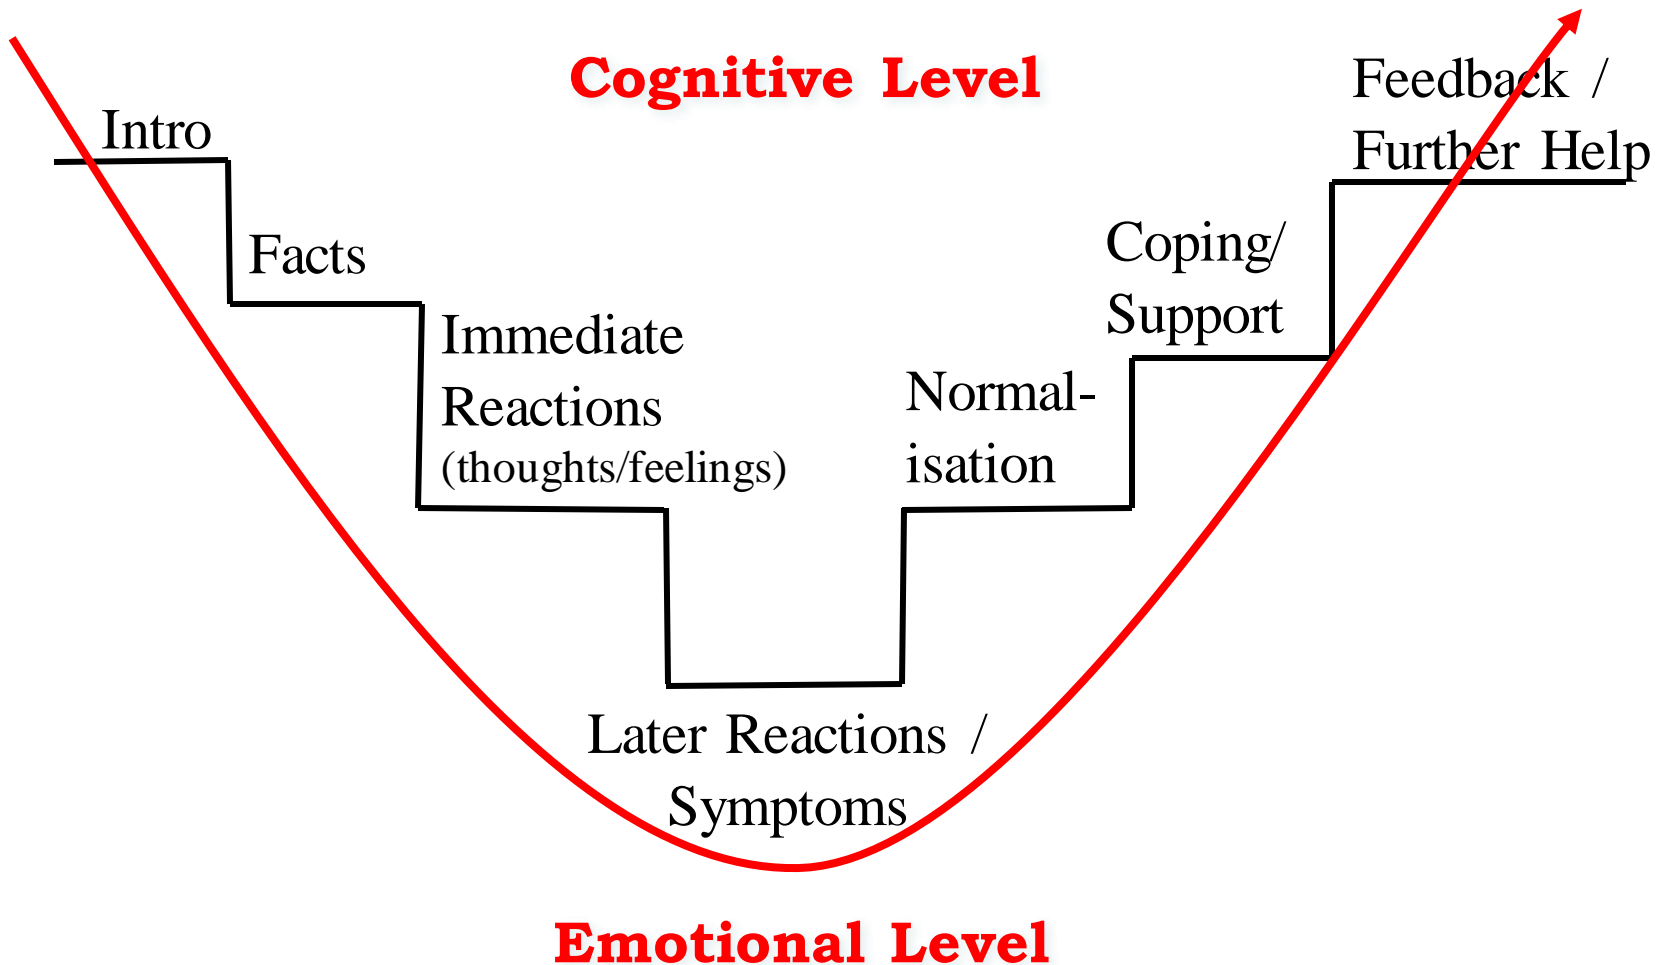 Cognitive Level
Intro
Facts
Immediate
Reactions
(thoughts/feelings)
Later Reactions /
Symptoms
Normal-
isation
Coping/
Support
Feedback /
Further Help
Emotional Level